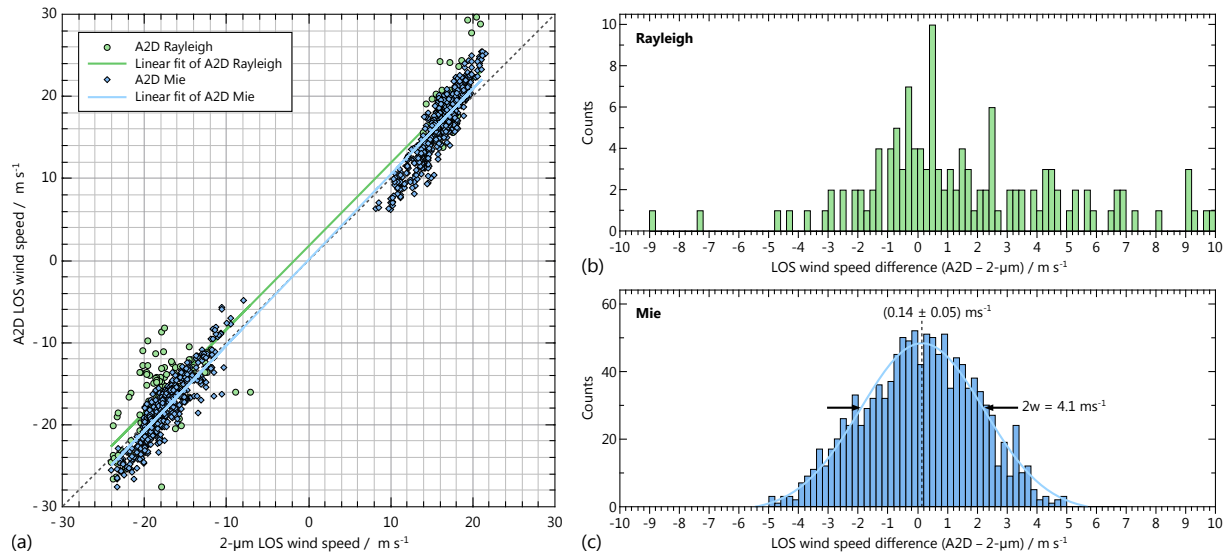 30
20
10
0
- 10
- 20
- 30
A2D LOS wind speed / m s⁻¹
A2D Rayleigh
Linear fit of A2D Rayleigh
A2D Mie
Linear fit of A2D Mie
- 30 -20 -10 0 10 20 30
(a) 2-µm LOS wind speed / m s⁻¹
10
8
6
4
2
0
Counts
Rayleigh
-10 -9 -8 -7 -6 -5 -4 -3 -2 -1 0 1 2 3 4 5 6 7 8 9 10
(b) LOS wind speed difference (A2D – 2-µm) / m s⁻¹
60
40
20
0
Counts
Mie
(0.14 ± 0.05) ms⁻¹
2w = 4.1 ms⁻¹
-10 -9 -8 -7 -6 -5 -4 -3 -2 -1 0 1 2 3 4 5 6 7 8 9 10
(c) LOS wind speed difference (A2D – 2-µm) / m s⁻¹